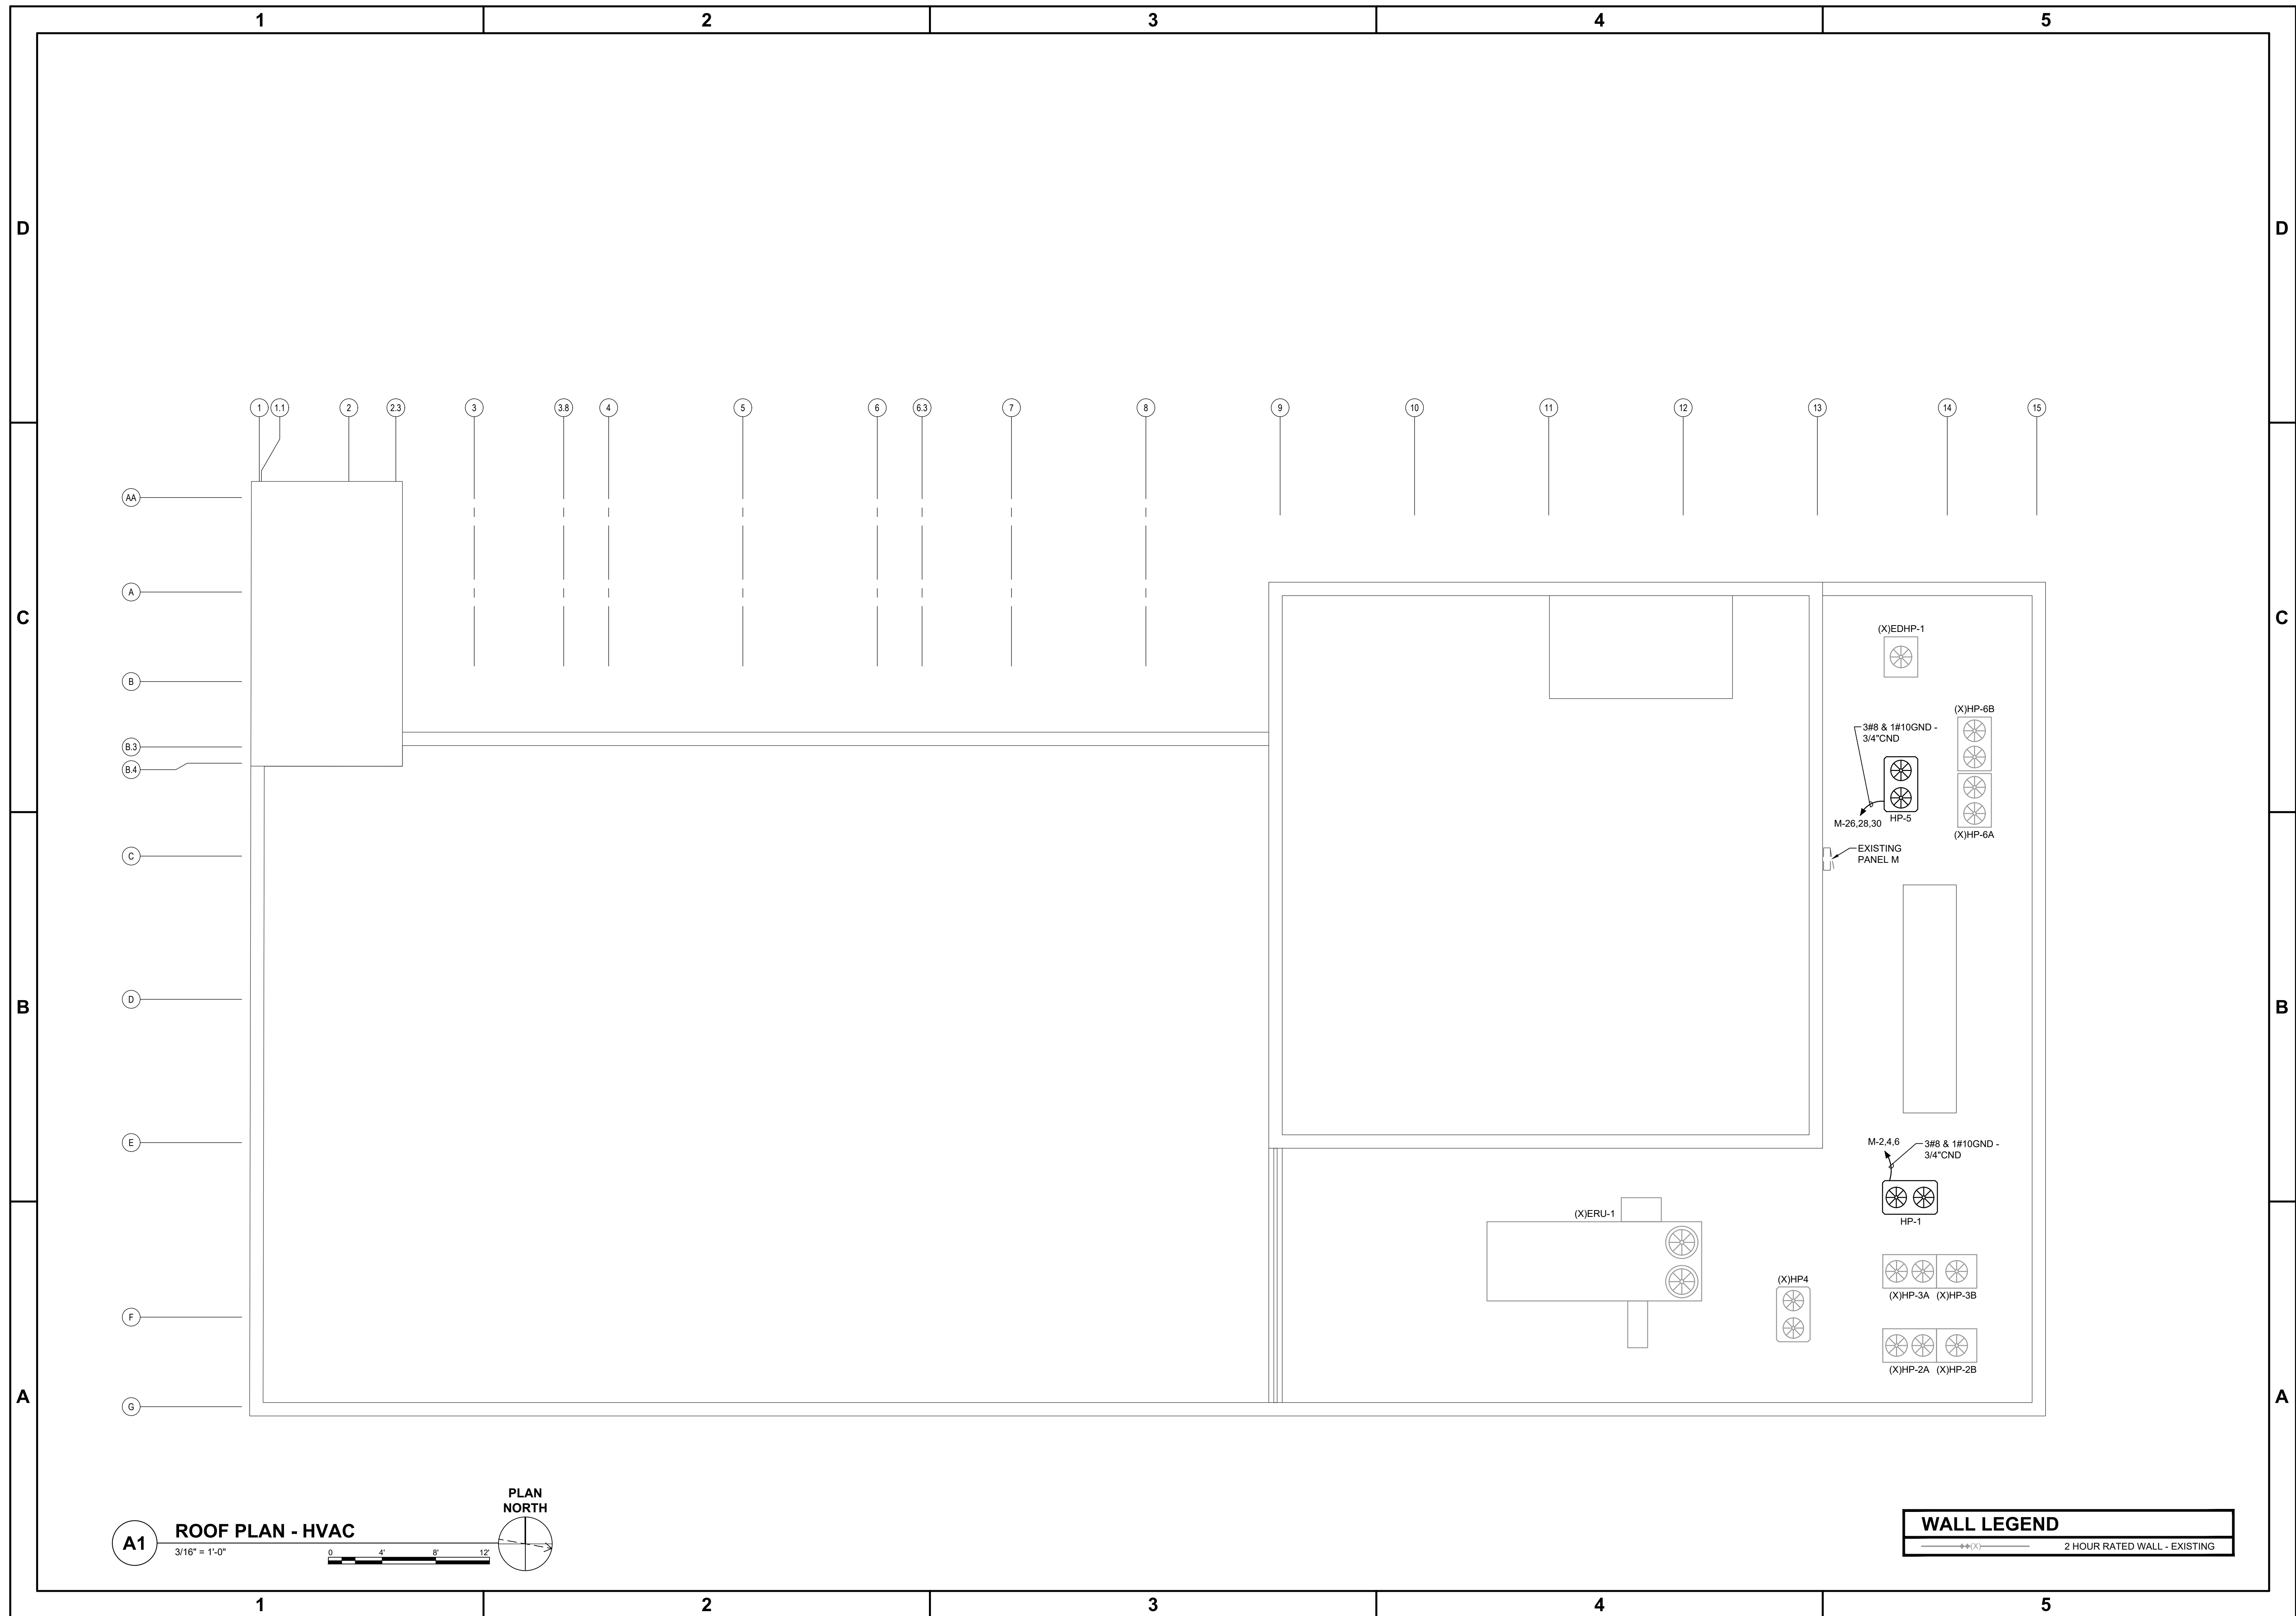 1 2 3 4 5
D D
1 1.1 2 2.3 3 3.8 4 5 6 6.3 7 8 9 10 11 12 13 14 15
AA
A
C C
(X)EDHP-1
B
(X)HP-6B
3#8 & 1#10GND -
3/4"CND
B.3
B.4
M-26,28,30
HP-5
(X)HP-6A
EXISTING
PANEL M
C
D
B B
E
M-2,4,6
3#8 & 1#10GND -
3/4"CND
(X)ERU-1
HP-1
(X)HP4
(X)HP-3A (X)HP-3B
F
(X)HP-2A (X)HP-2B
A A
G
PLAN
NORTH
A1
ROOF PLAN - HVAC
3/16" = 1'-0"
0 4' 8' 12'
WALL LEGEND
(X) 2 HOUR RATED WALL - EXISTING
1 2 3 4 5